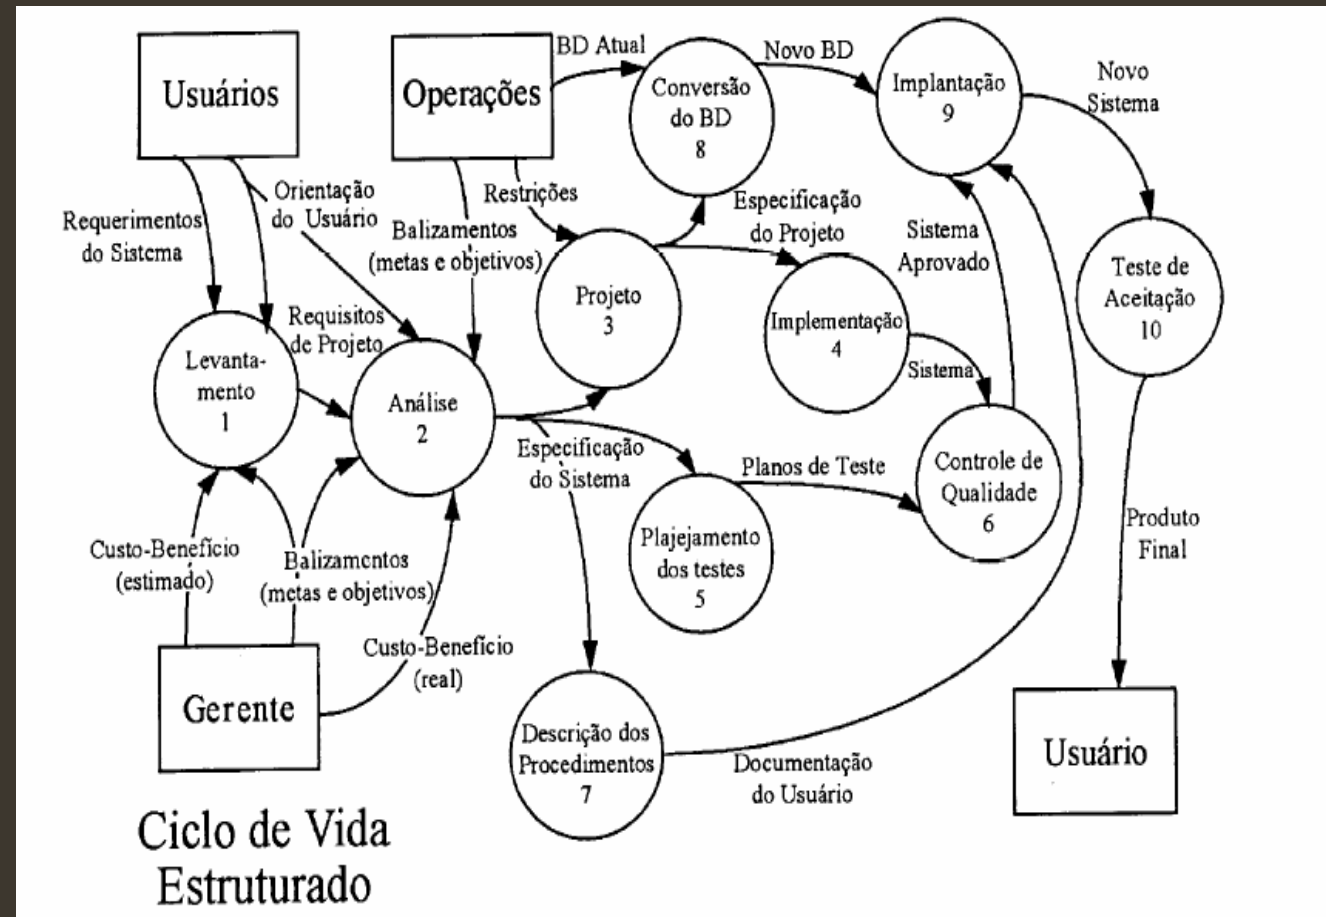 Usuários
Operações
BD Atual
Conversão
do BD
8
Novo BD
Implantação
9
Novo
Sistema
Requerimentos
do Sistema
Orientação
do Usuário
Restrições
Balizamentos
(metas e objetivos)
Especificação
do Projeto
Sistema
Aprovado
Teste de
Aceitação
10
Projeto
3
Implementação
4
Sistema
Requisitos
de Projeto
Levanta-
mento
1
Análise
2
Especificação
do Sistema
Planos de Teste
Controle de
Qualidade
6
Plajejamento
dos testes
5
Produto
Final
Custo-Benefício
(estimado)
Balizamentos
(metas e objetivos)
Custo-Benefício
(real)
Gerente
Descrição dos
Procedimentos
7
Documentação
do Usuário
Usuário
Ciclo de Vida
Estruturado